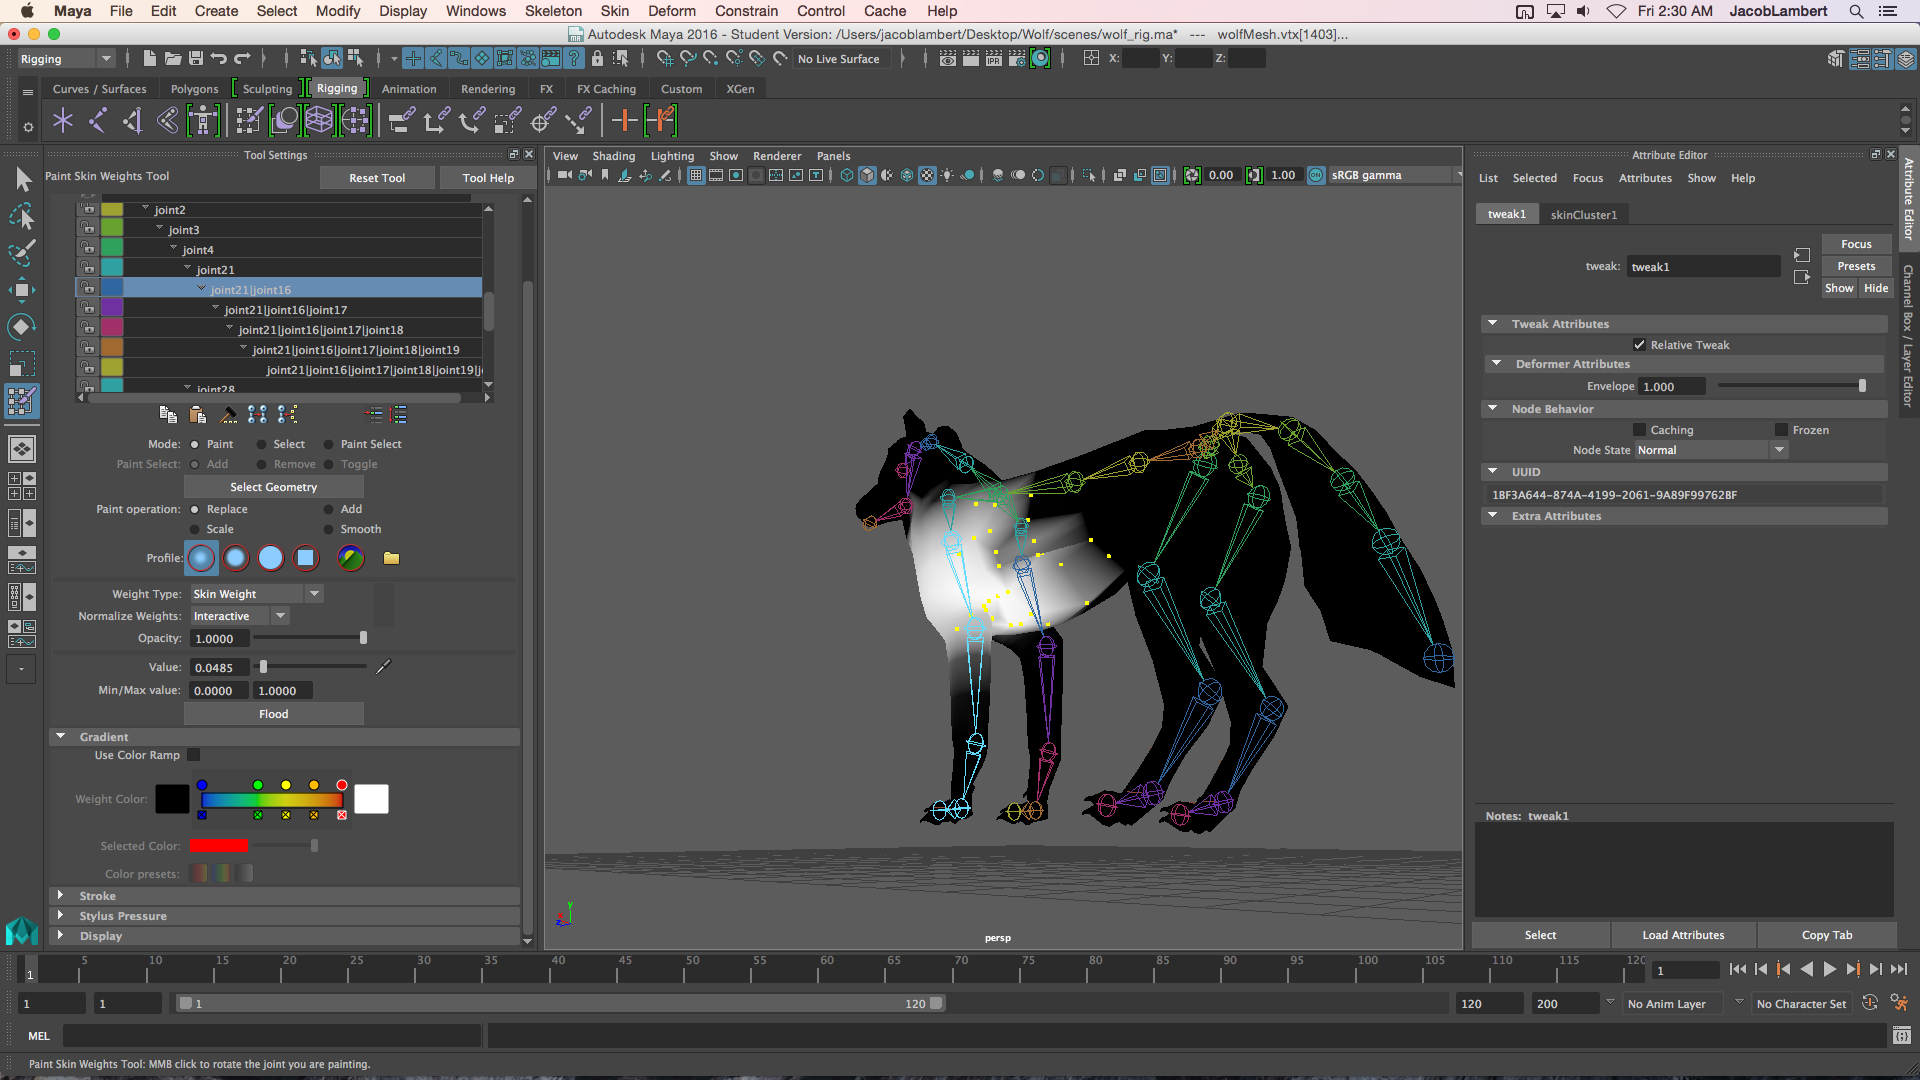 Maya File Edit Create Select Modify Display Windows Skeleton Skin Deform Constrain Control Cache Help Fri 2:30 AM JacobLambert
Autodesk Maya 2016 - Student Version: /Users/jacoblambert/Desktop/Wolf/scenes/wolf_rig.ma* --- wolfMesh.vtx[1403]...
Rigging No Live Surface X: Y: Z:
Curves / Surfaces Polygons Sculpting Rigging Animation Rendering FX FX Caching Custom XGen
Tool Settings
Paint Skin Weights Tool Reset Tool Tool Help
joint2
joint3
joint4
joint21
joint21|joint16
joint21|joint16|joint17
joint21|joint16|joint17|joint18
joint21|joint16|joint17|joint18|joint19
joint21|joint16|joint17|joint18|joint19|j
joint28
Mode: Paint Select Paint Select
Paint Select: Add Remove Toggle
Select Geometry
Paint operation: Replace Add
Scale Smooth
Profile:
Weight Type: Skin Weight
Normalize Weights: Interactive
Opacity: 1.0000
Value: 0.0485
Min/Max value: 0.0000 1.0000
Flood
Gradient
Use Color Ramp
Weight Color:
Selected Color:
Color presets:
Stroke
Stylus Pressure
Display
View Shading Lighting Show Renderer Panels
IPR
0.00 1.00 ON sRGB gamma
y
z
persp
Attribute Editor
List Selected Focus Attributes Show Help
tweak1 skinCluster1
Focus
tweak: tweak1 Presets
Show Hide
Tweak Attributes
Relative Tweak
Deformer Attributes
Envelope 1.000
Node Behavior
Caching Frozen
Node State Normal
UUID
1BF3A644-874A-4199-2061-9A89F99762BF
Extra Attributes
Notes: tweak1
Select Load Attributes Copy Tab
Attribute Editor
Channel Box / Layer Editor
1 5 10 15 20 25 30 35 40 45 50 55 60 65 70 75 80 85 90 95 100 105 110 115 120 1
1 1 1 120 120 200 No Anim Layer No Character Set
MEL
Paint Skin Weights Tool: MMB click to rotate the joint you are painting.